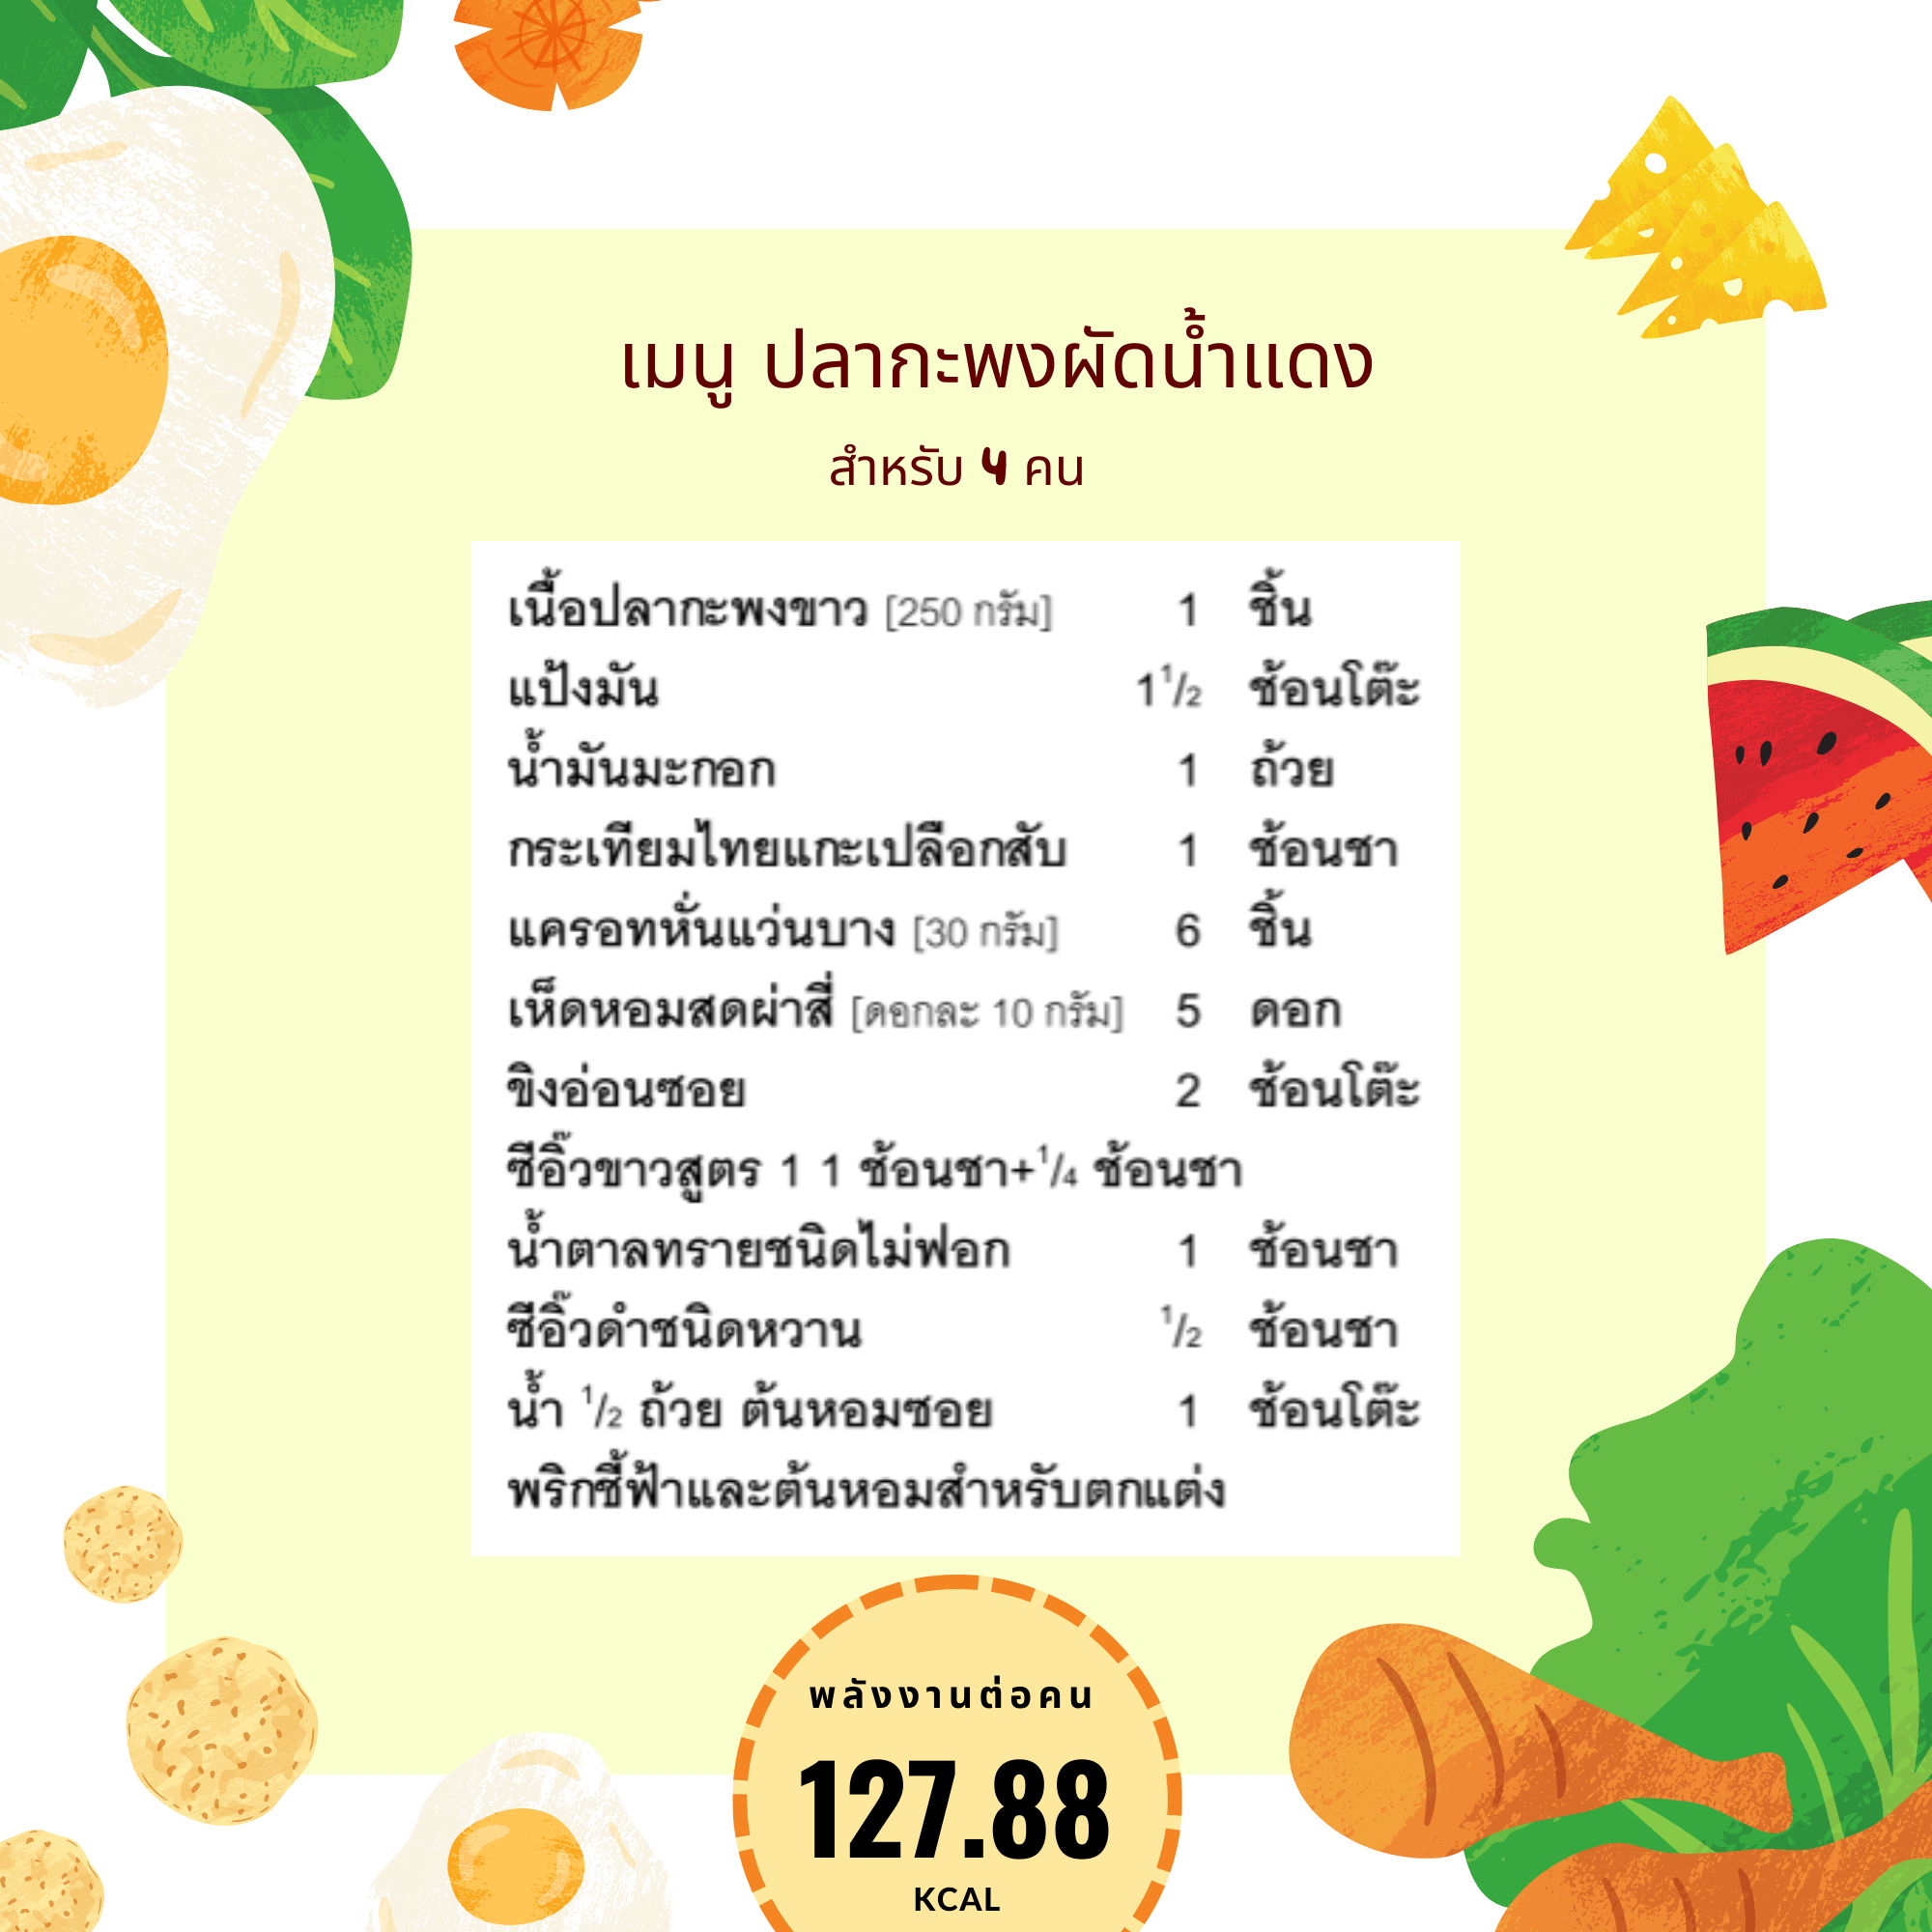 เมนู ปลากะพงผัดน้ำแดง
สำหรับ 4 คน
เนื้อปลากะพงขาว [250 กรัม] 1 ชิ้น
แป้งมัน 1 1/2 ช้อนโต๊ะ
น้ำมันมะกอก 1 ถ้วย
กระเทียมไทยแกะเปลือกสับ 1 ช้อนชา
แครอทหั่นแว่นบาง [30 กรัม] 6 ชิ้น
เห็ดหอมสดผ่าสี่ [ดอกละ 10 กรัม] 5 ดอก
ขิงอ่อนซอย 2 ช้อนโต๊ะ
ซีอิ๊วขาวสูตร 1 1 ช้อนชา+1/4 ช้อนชา
น้ำตาลทรายชนิดไม่ฟอก 1 ช้อนชา
ซีอิ๊วดำชนิดหวาน 1/2 ช้อนชา
น้ำ 1/2 ถ้วย ต้นหอมซอย 1 ช้อนโต๊ะ
พริกชี้ฟ้าและต้นหอมสำหรับตกแต่ง
พลังงานต่อคน
127.88
KCAL